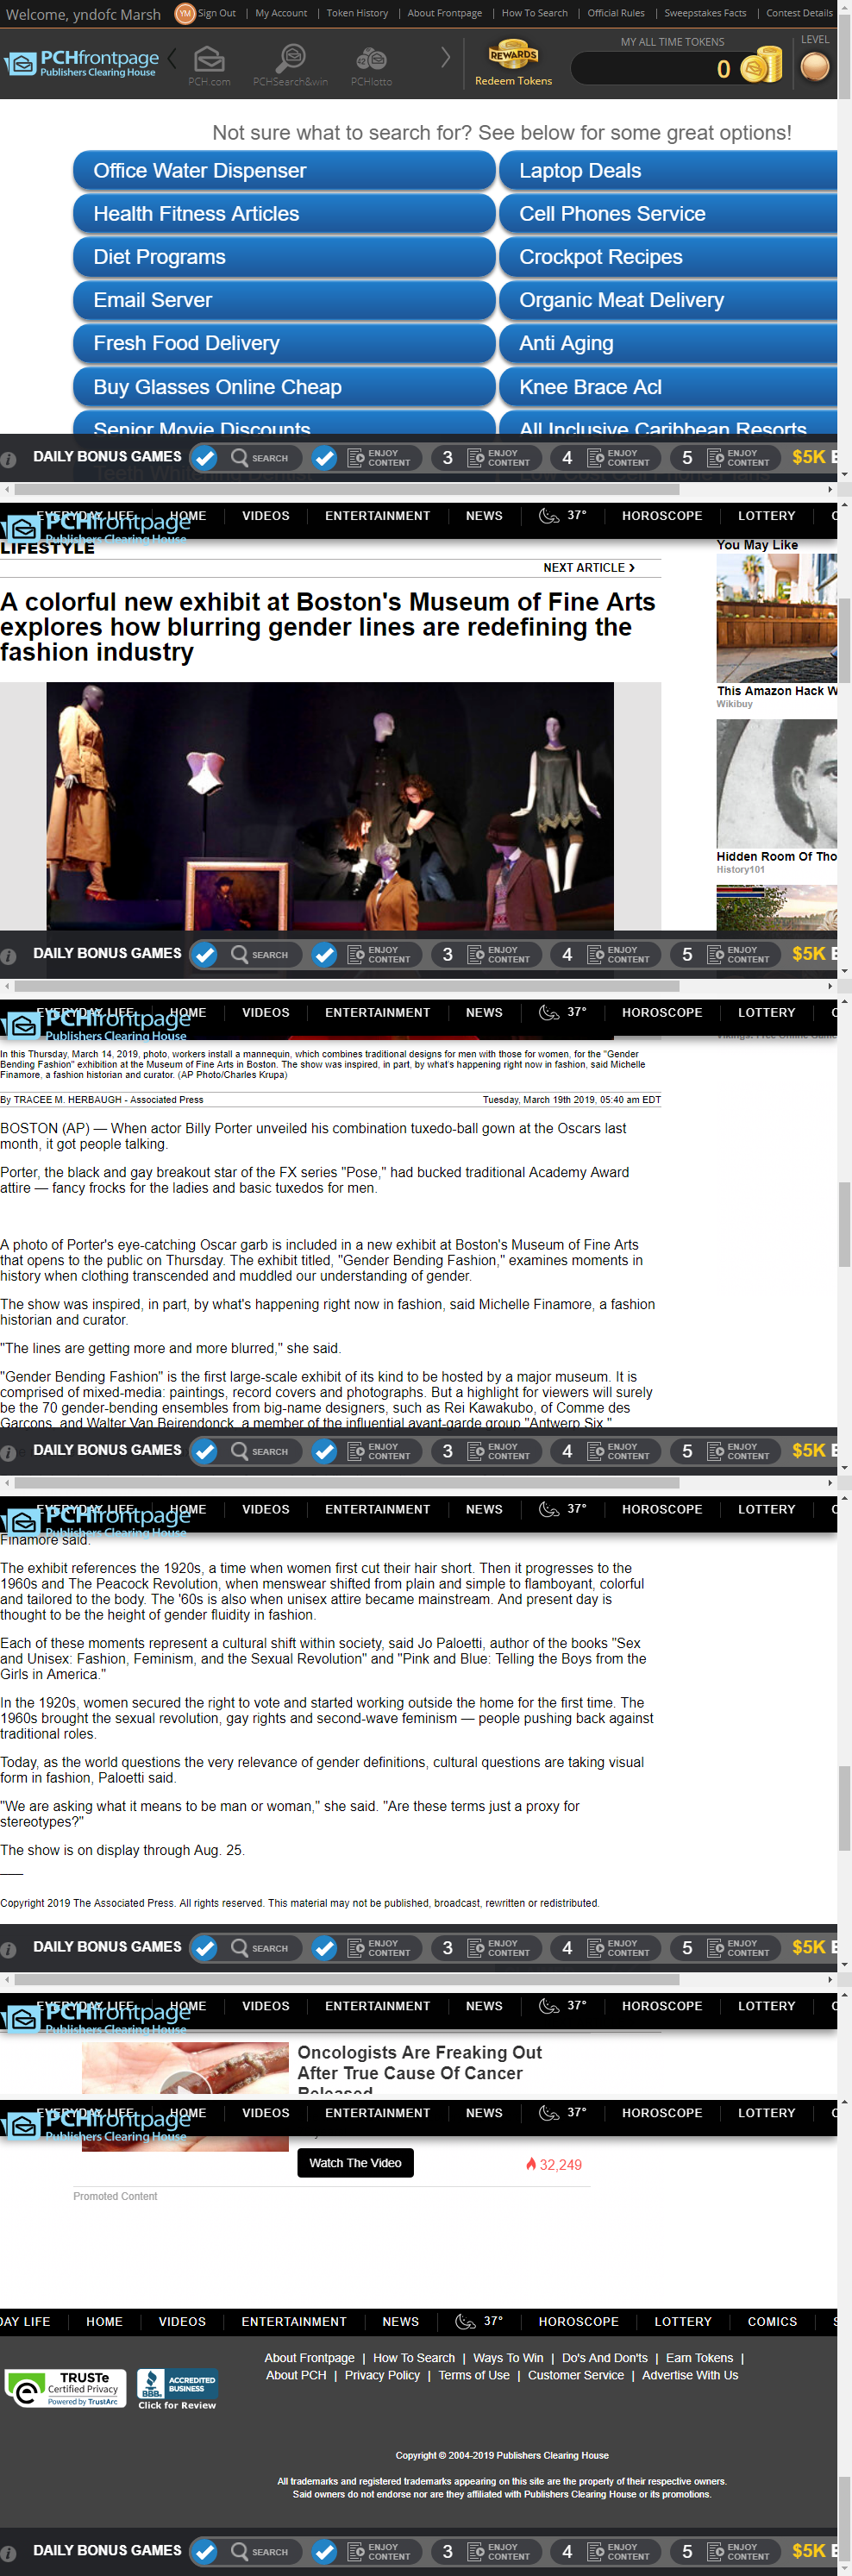 Welcome, yndofc Marsh YM Sign Out | My Account | Token History | About Frontpage | How To Search | Official Rules | Sweepstakes Facts | Contest Details
PCHfrontpage
Publishers Clearing House
PCH.com PCHSearch&win PCHlotto
REWARDS
Redeem Tokens
MY ALL TIME TOKENS
0
LEVEL
Not sure what to search for? See below for some great options!
Office Water Dispenser Laptop Deals
Health Fitness Articles Cell Phones Service
Diet Programs Crockpot Recipes
Email Server Organic Meat Delivery
Fresh Food Delivery Anti Aging
Buy Glasses Online Cheap Knee Brace Acl
Senior Movie Discounts All Inclusive Caribbean Resorts
DAILY BONUS GAMES SEARCH ENJOY CONTENT 3 ENJOY CONTENT 4 ENJOY CONTENT 5 ENJOY CONTENT $5K
EVERYDAY LIFE HOME VIDEOS ENTERTAINMENT NEWS 37° HOROSCOPE LOTTERY
PCHfrontpage
Publishers Clearing House
LIFESTYLE
NEXT ARTICLE
A colorful new exhibit at Boston's Museum of Fine Arts
explores how blurring gender lines are redefining the
fashion industry
You May Like
This Amazon Hack W
Wikibuy
Hidden Room Of Tho
History101
DAILY BONUS GAMES SEARCH ENJOY CONTENT 3 ENJOY CONTENT 4 ENJOY CONTENT 5 ENJOY CONTENT $5K
EVERYDAY LIFE HOME VIDEOS ENTERTAINMENT NEWS 37° HOROSCOPE LOTTERY
PCHfrontpage
Publishers Clearing House
In this Thursday, March 14, 2019, photo, workers install a mannequin, which combines traditional designs for men with those for women, for the "Gender
Bending Fashion" exhibition at the Museum of Fine Arts in Boston. The show was inspired, in part, by what's happening right now in fashion, said Michelle
Finamore, a fashion historian and curator. (AP Photo/Charles Krupa)
By TRACEE M. HERBAUGH - Associated Press Tuesday, March 19th 2019, 05:40 am EDT
BOSTON (AP) — When actor Billy Porter unveiled his combination tuxedo-ball gown at the Oscars last
month, it got people talking.
Porter, the black and gay breakout star of the FX series "Pose," had bucked traditional Academy Award
attire — fancy frocks for the ladies and basic tuxedos for men.
A photo of Porter's eye-catching Oscar garb is included in a new exhibit at Boston's Museum of Fine Arts
that opens to the public on Thursday. The exhibit titled, "Gender Bending Fashion," examines moments in
history when clothing transcended and muddled our understanding of gender.
The show was inspired, in part, by what's happening right now in fashion, said Michelle Finamore, a fashion
historian and curator.
"The lines are getting more and more blurred," she said.
"Gender Bending Fashion" is the first large-scale exhibit of its kind to be hosted by a major museum. It is
comprised of mixed-media: paintings, record covers and photographs. But a highlight for viewers will surely
be the 70 gender-bending ensembles from big-name designers, such as Rei Kawakubo, of Comme des
Garcons, and Walter Van Beirendonck, a member of the influential avant-garde group "Antwerp Six."
DAILY BONUS GAMES SEARCH ENJOY CONTENT 3 ENJOY CONTENT 4 ENJOY CONTENT 5 ENJOY CONTENT $5K
EVERYDAY LIFE HOME VIDEOS ENTERTAINMENT NEWS 37° HOROSCOPE LOTTERY
PCHfrontpage
Publishers Clearing House
Finamore said.
The exhibit references the 1920s, a time when women first cut their hair short. Then it progresses to the
1960s and The Peacock Revolution, when menswear shifted from plain and simple to flamboyant, colorful
and tailored to the body. The '60s is also when unisex attire became mainstream. And present day is
thought to be the height of gender fluidity in fashion.
Each of these moments represent a cultural shift within society, said Jo Paoletti, author of the books "Sex
and Unisex: Fashion, Feminism, and the Sexual Revolution" and "Pink and Blue: Telling the Boys from the
Girls in America."
In the 1920s, women secured the right to vote and started working outside the home for the first time. The
1960s brought the sexual revolution, gay rights and second-wave feminism — people pushing back against
traditional roles.
Today, as the world questions the very relevance of gender definitions, cultural questions are taking visual
form in fashion, Paoletti said.
"We are asking what it means to be man or woman," she said. "Are these terms just a proxy for
stereotypes?"
The show is on display through Aug. 25.
___
Copyright 2019 The Associated Press. All rights reserved. This material may not be published, broadcast, rewritten or redistributed.
DAILY BONUS GAMES SEARCH ENJOY CONTENT 3 ENJOY CONTENT 4 ENJOY CONTENT 5 ENJOY CONTENT $5K
EVERYDAY LIFE HOME VIDEOS ENTERTAINMENT NEWS 37° HOROSCOPE LOTTERY
PCHfrontpage
Publishers Clearing House
Oncologists Are Freaking Out
After True Cause Of Cancer
Released
EVERYDAY LIFE HOME VIDEOS ENTERTAINMENT NEWS 37° HOROSCOPE LOTTERY
PCHfrontpage
Publishers Clearing House
Watch The Video 32,249
Promoted Content
DAY LIFE HOME VIDEOS ENTERTAINMENT NEWS 37° HOROSCOPE LOTTERY COMICS
About Frontpage | How To Search | Ways To Win | Do's And Don'ts | Earn Tokens |
About PCH | Privacy Policy | Terms of Use | Customer Service | Advertise With Us
TRUSTe
Certified Privacy
Powered by TrustArc
BBB ACCREDITED BUSINESS
Click for Review
Copyright © 2004-2019 Publishers Clearing House
All trademarks and registered trademarks appearing on this site are the property of their respective owners.
Said owners do not endorse nor are they affiliated with Publishers Clearing House or its promotions.
DAILY BONUS GAMES SEARCH ENJOY CONTENT 3 ENJOY CONTENT 4 ENJOY CONTENT 5 ENJOY CONTENT $5K